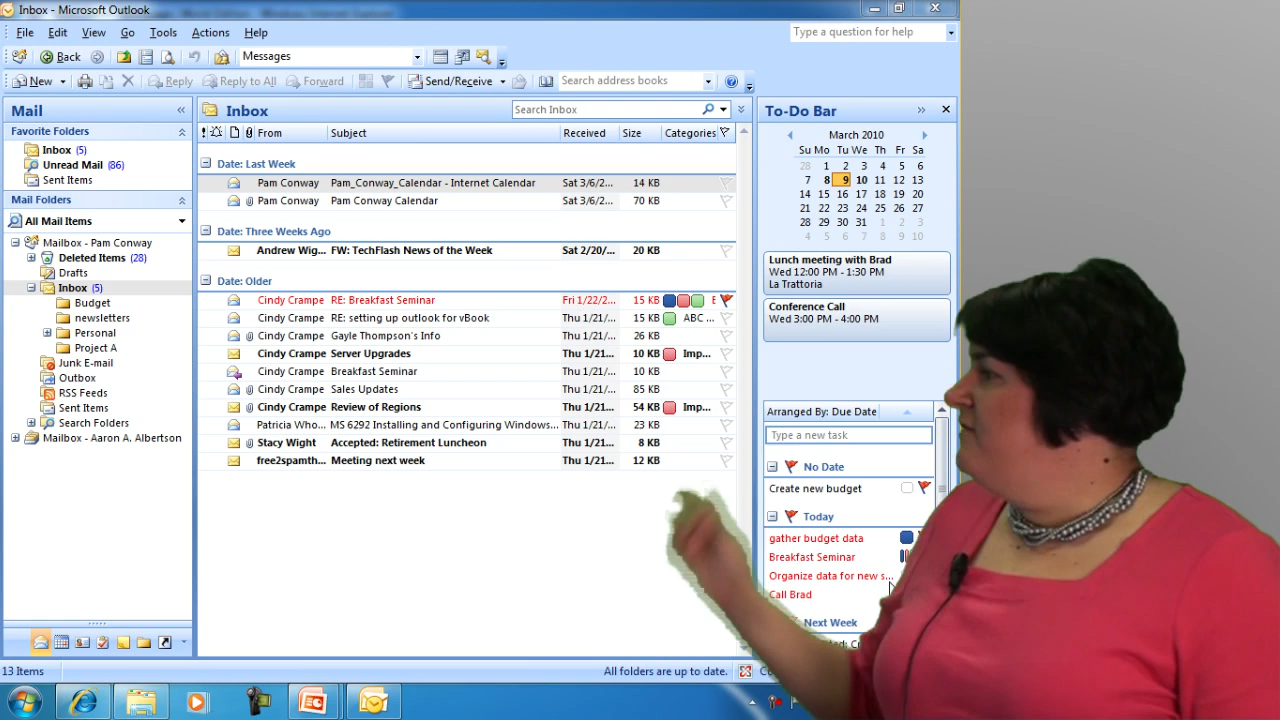 Inbox - Microsoft Outlook
File Edit View Go Tools Actions Help Type a question for help
Back Messages
New Reply Reply to All Forward Send/Receive Search address books
Mail
Favorite Folders
Inbox (5)
Unread Mail (86)
Sent Items
Mail Folders
All Mail Items
Mailbox - Pam Conway
Deleted Items (28)
Drafts
Inbox (5)
Budget
newsletters
Personal
Project A
Junk E-mail
Outbox
RSS Feeds
Sent Items
Search Folders
Mailbox - Aaron A. Albertson
Inbox Search Inbox
From Subject Received Size Categories
Date: Last Week
Pam Conway Pam_Conway_Calendar - Internet Calendar Sat 3/6/2... 14 KB
Pam Conway Pam Conway Calendar Sat 3/6/2... 70 KB
Date: Three Weeks Ago
Andrew Wig... FW: TechFlash News of the Week Sat 2/20/... 20 KB
Date: Older
Cindy Crampe RE: Breakfast Seminar Fri 1/22/2... 15 KB
Cindy Crampe RE: setting up outlook for vBook Thu 1/21/... 15 KB ABC ...
Cindy Crampe Gayle Thompson's Info Thu 1/21/... 26 KB
Cindy Crampe Server Upgrades Thu 1/21... 10 KB Imp...
Cindy Crampe Breakfast Seminar Thu 1/21/... 10 KB
Cindy Crampe Sales Updates Thu 1/21/... 85 KB
Cindy Crampe Review of Regions Thu 1/21... 54 KB Imp...
Patricia Who... MS 6292 Installing and Configuring Windows... Thu 1/21/... 23 KB
Stacy Wight Accepted: Retirement Luncheon Thu 1/21... 8 KB
free2spamth... Meeting next week Thu 1/21... 12 KB
To-Do Bar
March 2010
Su Mo Tu We Th Fr Sa
28 1 2 3 4 5 6
7 8 9 10 11 12 13
14 15 16 17 18 19 20
21 22 23 24 25 26 27
28 29 30 31 1 2 3
4 5 6 7 8 9 10
Lunch meeting with Brad
Wed 12:00 PM - 1:30 PM
La Trattoria
Conference Call
Wed 3:00 PM - 4:00 PM
Arranged By: Due Date
Type a new task
No Date
Create new budget
Today
gather budget data
Breakfast Seminar
Organize data for new s...
Call Brad
Next Week
13 Items All folders are up to date.